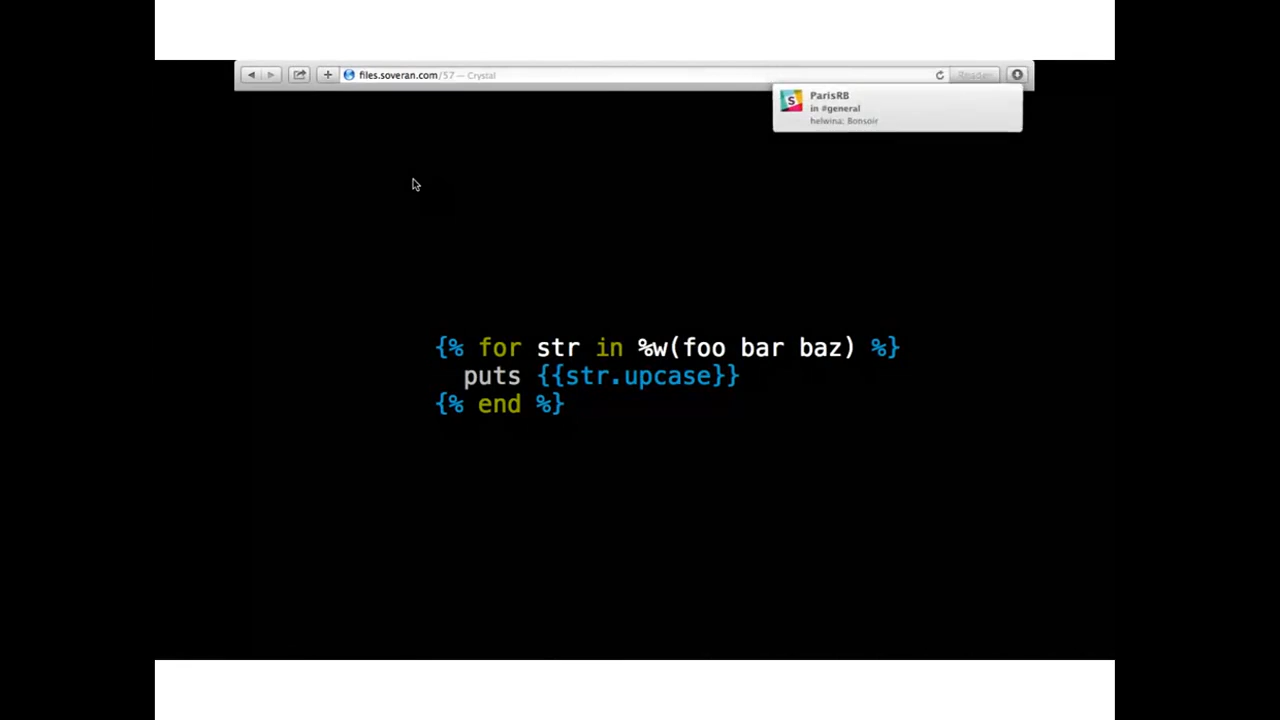 files.soveran.com/57 — Crystal
Reader
ParisRB
in #general
helwina: Bonsoir
{% for str in %w(foo bar baz) %}
puts {{str.upcase}}
{% end %}